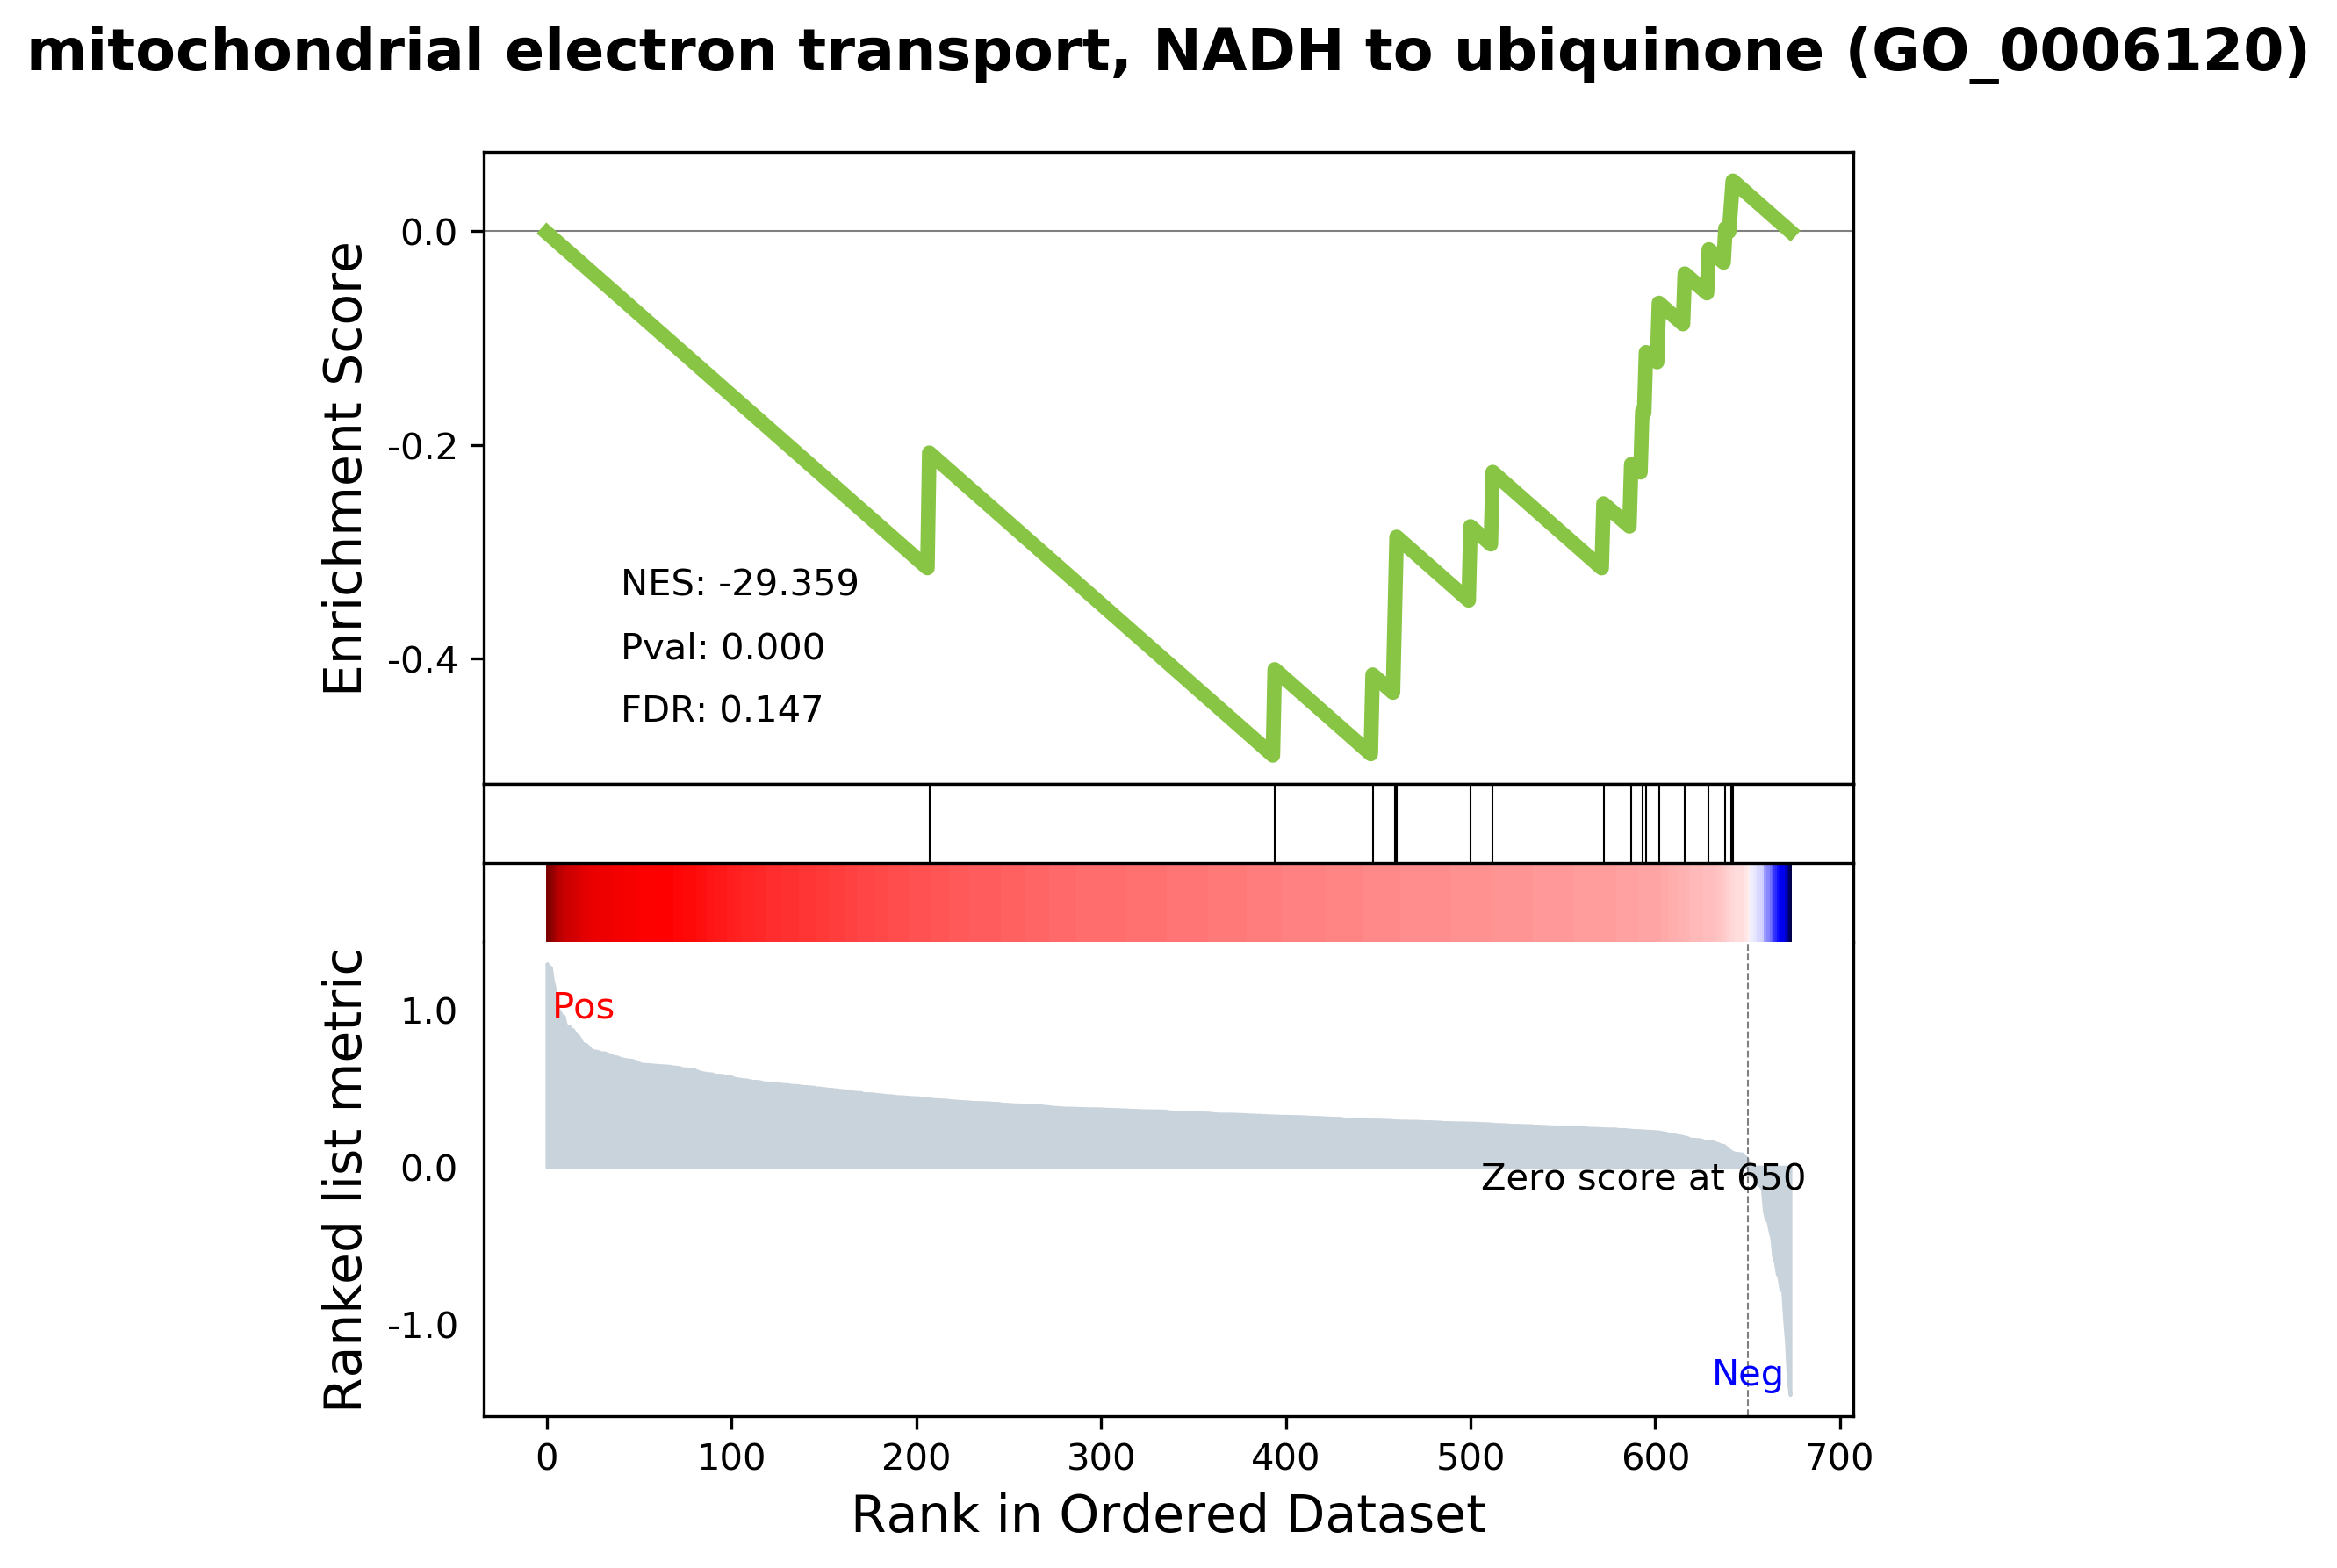 mitochondrial electron transport, NADH to ubiquinone (GO_0006120)
Enrichment Score
0.0
-0.2
-0.4
NES: -29.359
Pval: 0.000
FDR: 0.147
Ranked list metric
1.0
0.0
-1.0
Pos
Zero score at 650
Neg
0 100 200 300 400 500 600 700
Rank in Ordered Dataset